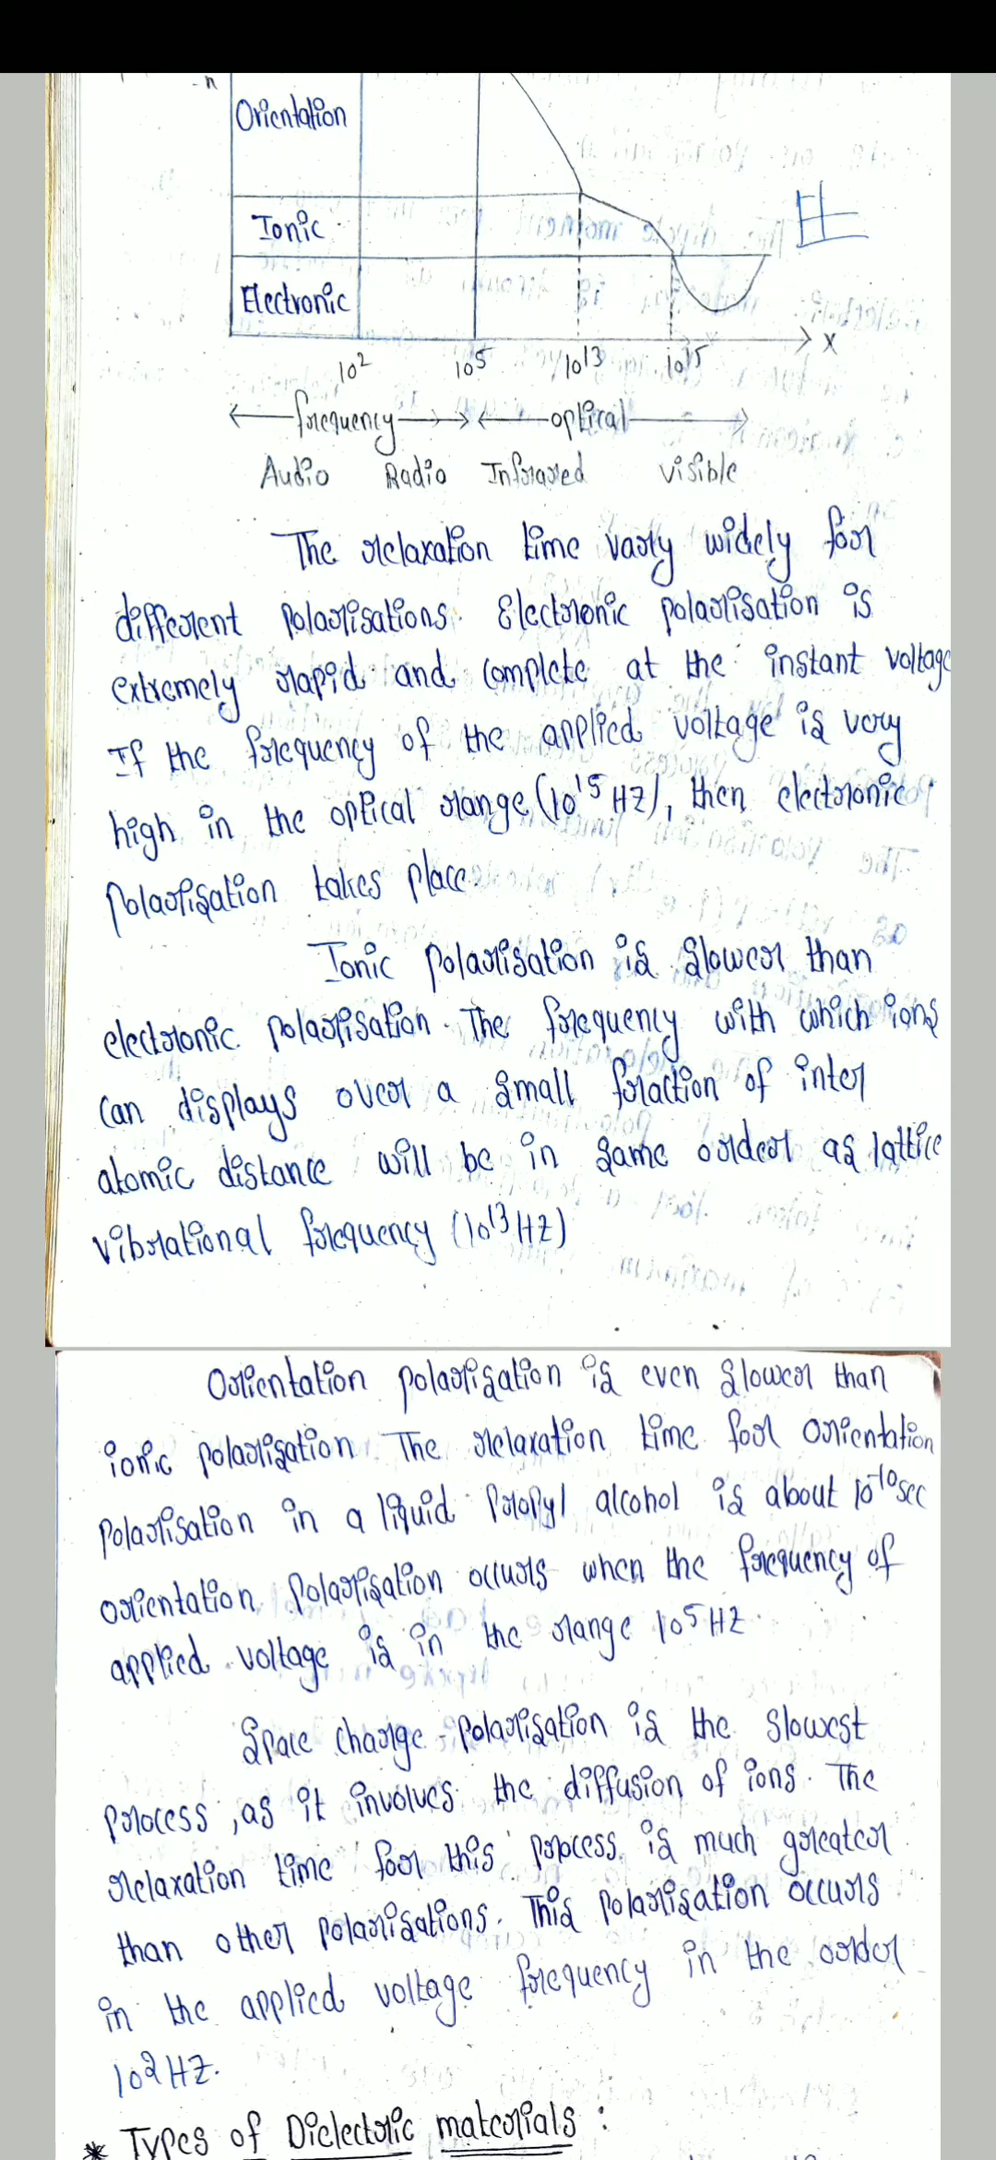 Orientation
Ionic
Electronic
10² 10⁵ 10¹³ 10¹⁵ X
frequency optical
Audio Radio Infrared visible
The relaxation time vary widely for
different polarisations. Electronic polarisation is
extremely rapid and complete at the instant voltage
If the frequency of the applied voltage is very
high in the optical range (10¹⁵ HZ), then electronic
polarisation takes place.
Ionic polarisation is slower than
electronic polarisation. The frequency with which ions
can displays over a small fraction of inter
atomic distance will be in same order as lattice
vibrational frequency (10¹³ HZ)
Orientation polarisation is even slower than
ionic polarisation. The relaxation time for orientation
polarisation in a liquid propyl alcohol is about 10⁻¹⁰ sec
orientation polarisation occurs when the frequency of
applied voltage is in the range 10⁵ HZ.
Space charge polarisation is the slowest
process, as it involves the diffusion of ions. The
relaxation time for this process is much greater
than other polarisations. This polarisation occurs
in the applied voltage frequency in the order
10² HZ.
* Types of Dielectric materials :